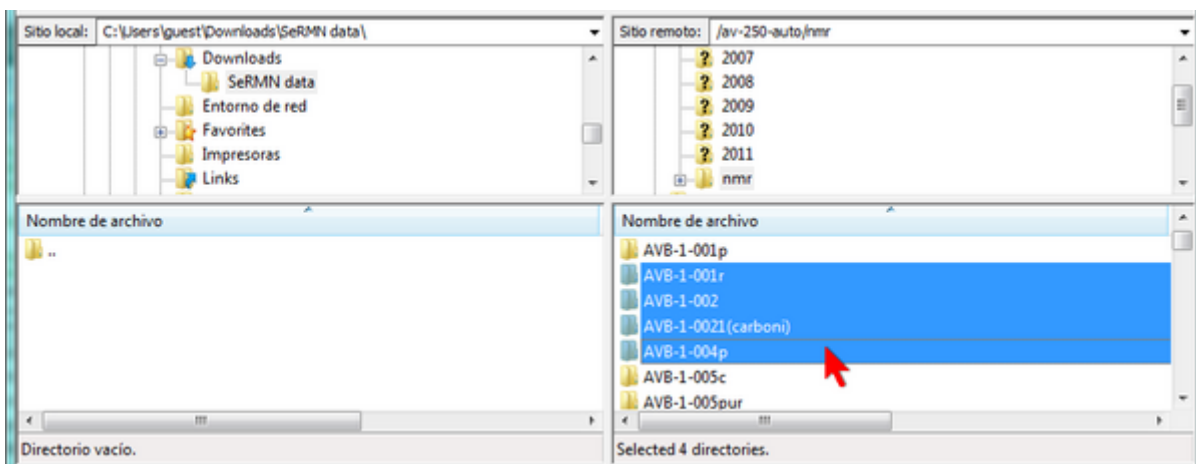 Sitio local: C:\Users\guest\Downloads\SeRMN data\
Downloads
SeRMN data
Entorno de red
Favorites
Impresoras
Links
Nombre de archivo
..
Directorio vacío.
Sitio remoto: /av-250-auto/nmr
2007
2008
2009
2010
2011
nmr
Nombre de archivo
AVB-1-001p
AVB-1-001r
AVB-1-002
AVB-1-0021(carboni)
AVB-1-004p
AVB-1-005c
AVB-1-005pur
Selected 4 directories.